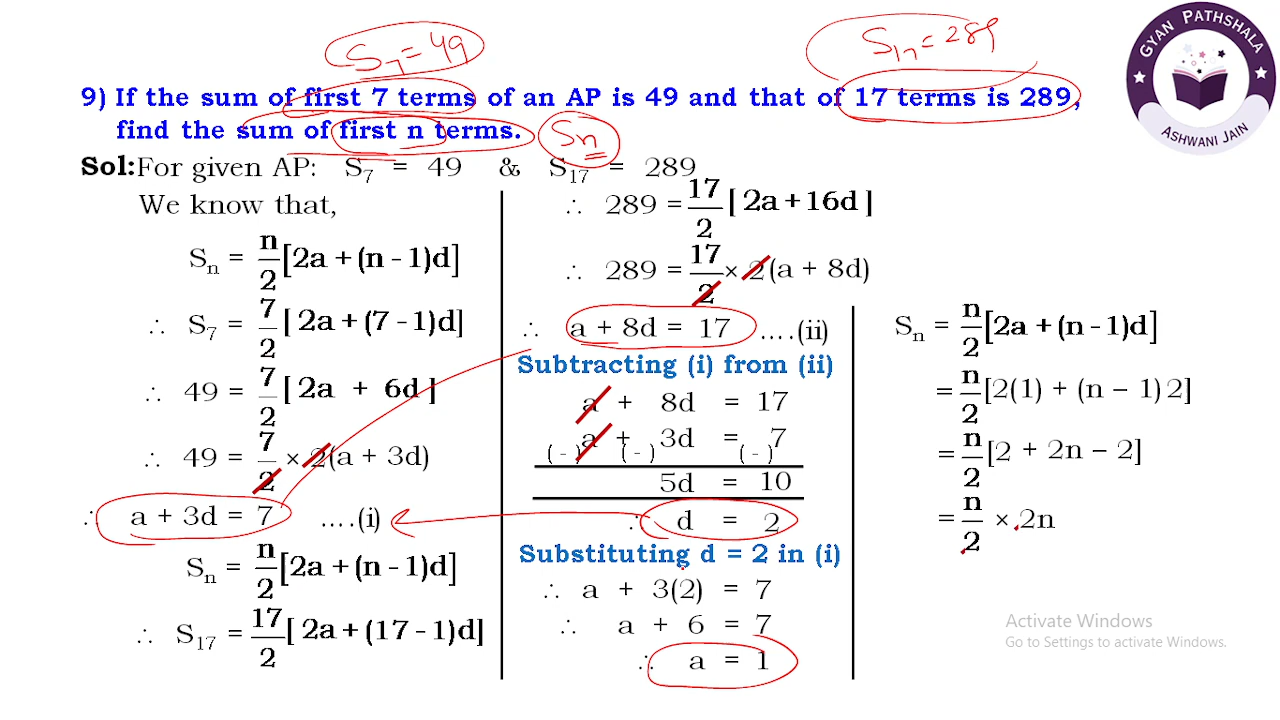 S₇ = 49
S₁₇ = 289
GYAN PATHSHALA
ASHWANI JAIN
9) If the sum of first 7 terms of an AP is 49 and that of 17 terms is 289,
find the sum of first n terms.
Sn
Sol: For given AP: S₇ = 49 & S₁₇ = 289
We know that,
Sₙ = n/2 [2a + (n - 1)d]
∴ S₇ = 7/2 [2a + (7 - 1)d]
∴ 49 = 7/2 [2a + 6d]
∴ 49 = 7/2 × 2(a + 3d)
∴ a + 3d = 7 ....(i)
Sₙ = n/2 [2a + (n - 1)d]
∴ S₁₇ = 17/2 [2a + (17 - 1)d]
∴ 289 = 17/2 [2a + 16d]
∴ 289 = 17/2 × 2(a + 8d)
∴ a + 8d = 17 ....(ii)
Subtracting (i) from (ii)
a + 8d = 17
a + 3d = 7
(-) (-) (-)
5d = 10
∴ d = 2
Substituting d = 2 in (i)
∴ a + 3(2) = 7
∴ a + 6 = 7
∴ a = 1
Sₙ = n/2 [2a + (n - 1)d]
= n/2 [2(1) + (n − 1)2]
= n/2 [2 + 2n − 2]
= n/2 × 2n
Activate Windows
Go to Settings to activate Windows.